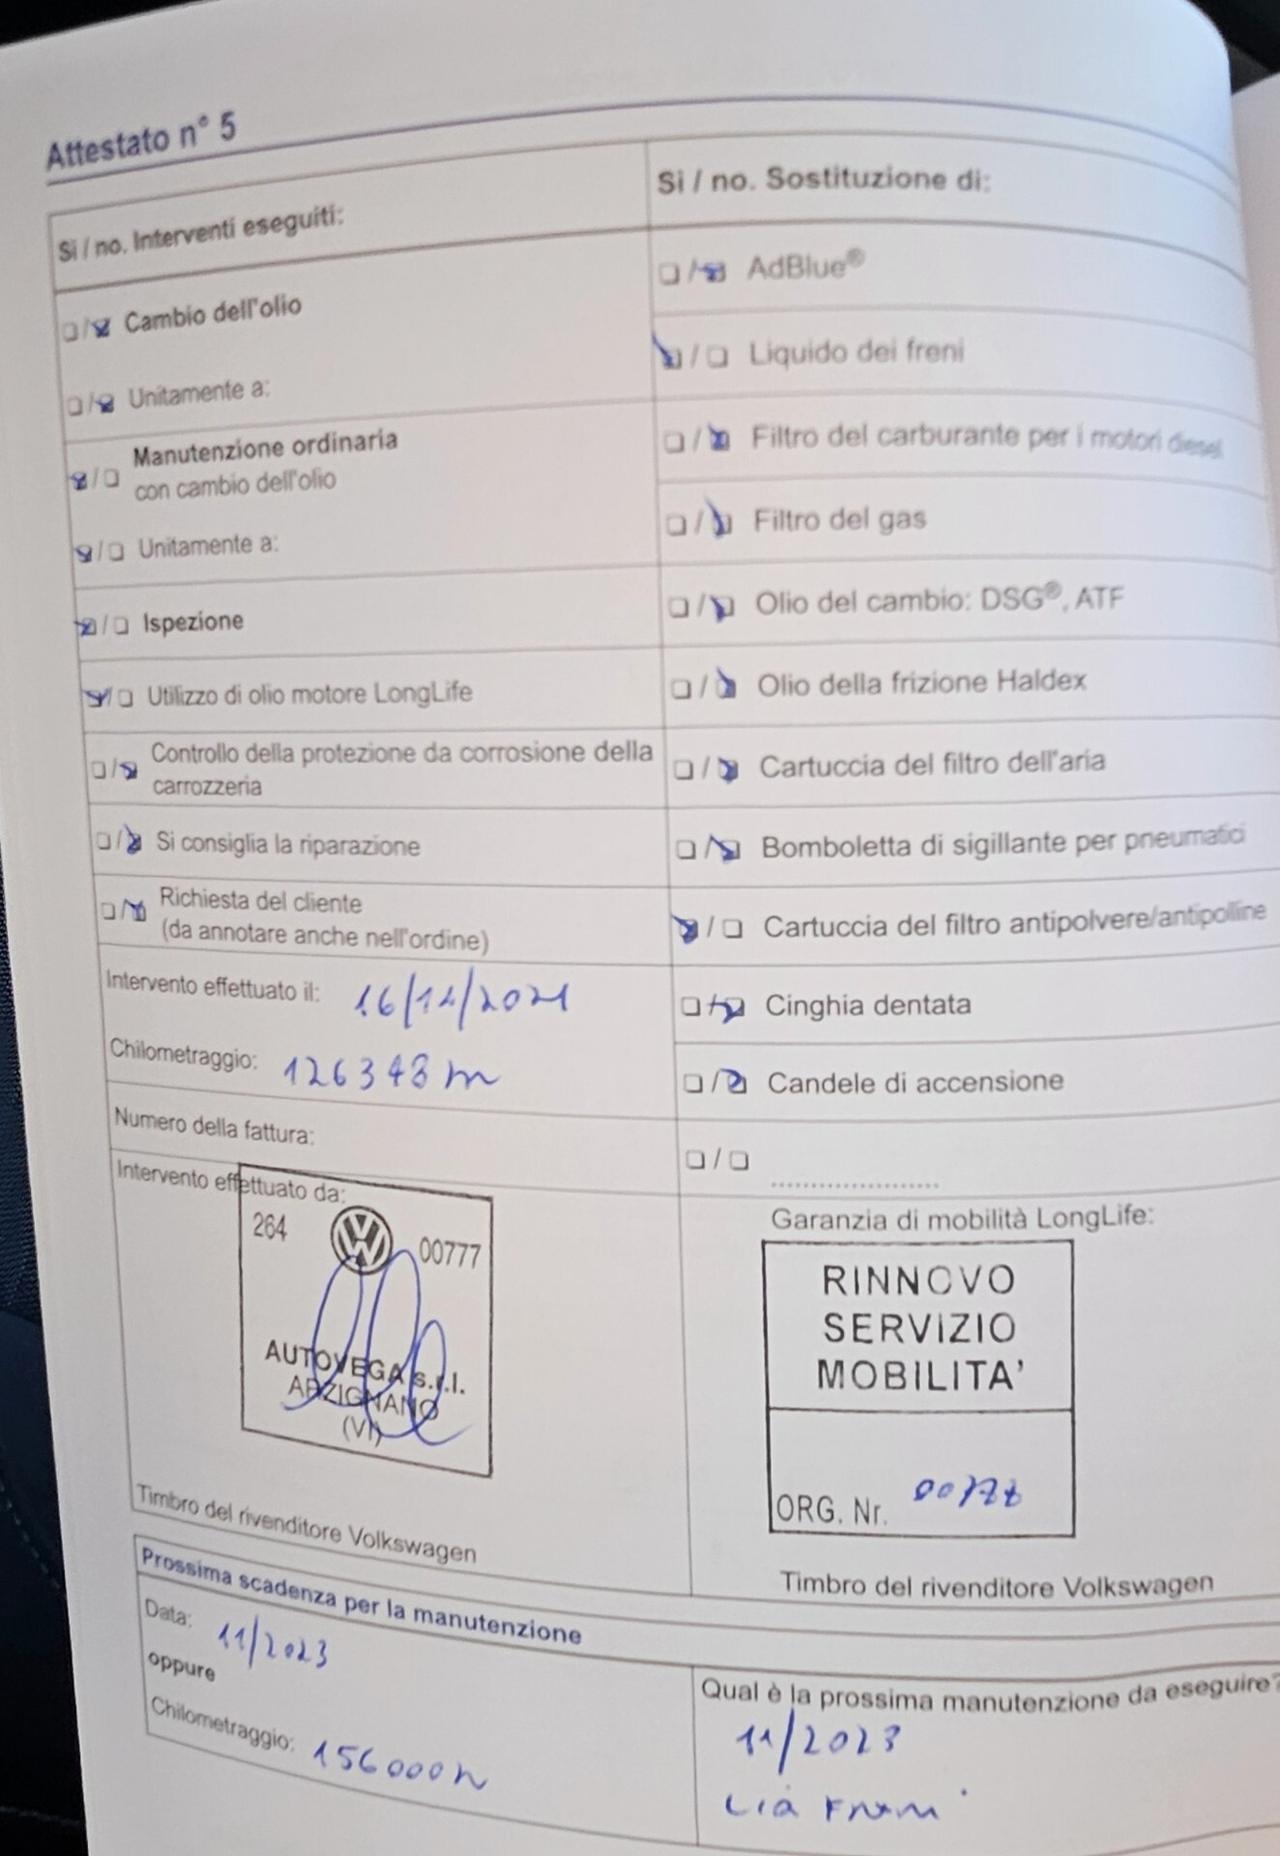 Attestato n° 5
Si / no. Interventi eseguiti:
Cambio dell'olio
Unitamente a:
Manutenzione ordinaria
con cambio dell'olio
Unitamente a:
Ispezione
Utilizzo di olio motore LongLife
Controllo della protezione da corrosione della
carrozzeria
Si consiglia la riparazione
Richiesta del cliente
(da annotare anche nell'ordine)
Intervento effettuato il:
Chilometraggio: 126348
Numero della fattura:
Intervento effettuato da:
264 00777
AUTOVEGA s.r.l.
ARZIGNANO
(VI)
Timbro del rivenditore Volkswagen
Si / no. Sostituzione di:
AdBlue®
Liquido dei freni
Filtro del carburante per i motori diesel
Filtro del gas
Olio del cambio: DSG®, ATF
Olio della frizione Haldex
Cartuccia del filtro dell'aria
Bomboletta di sigillante per pneumatici
Cartuccia del filtro antipolvere/antipolline
Cinghia dentata
Candele di accensione
Garanzia di mobilità LongLife:
RINNOVO
SERVIZIO
MOBILITA'
ORG. Nr.
Timbro del rivenditore Volkswagen
Prossima scadenza per la manutenzione
Data: 11/2023
oppure
Chilometraggio: 156000
Qual è la prossima manutenzione da eseguire?
11/2023